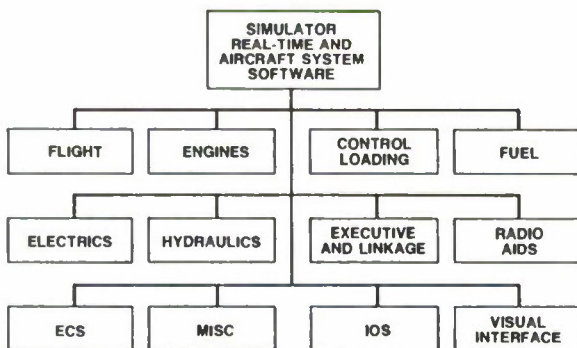 SIMULATOR
REAL-TIME AND
AIRCRAFT SYSTEM
SOFTWARE
FLIGHT
ENGINES
CONTROL
LOADING
FUEL
ELECTRICS
HYDRAULICS
EXECUTIVE
AND LINKAGE
RADIO
AIDS
ECS
MISC
IOS
VISUAL
INTERFACE